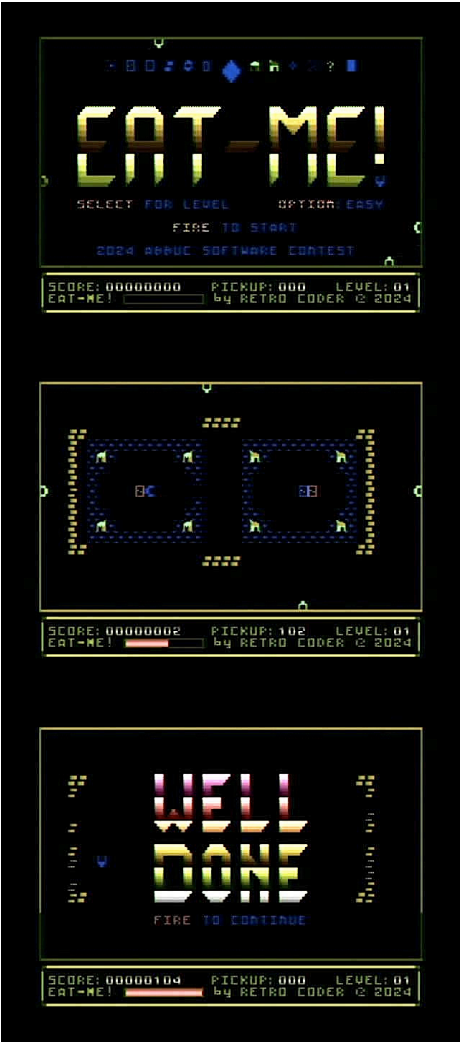 ?
EAT-ME!
SELECT FOR LEVEL OPTION: EASY
FIRE TO START
2024 ABBUC SOFTWARE CONTEST
SCORE: 00000000 PICKUP: 000 LEVEL: 01
EAT-ME! by RETRO CODER © 2024
SCORE: 00000002 PICKUP: 102 LEVEL: 01
EAT-ME! by RETRO CODER © 2024
WELL
DONE
FIRE TO CONTINUE
SCORE: 00000104 PICKUP: 000 LEVEL: 01
EAT-ME! by RETRO CODER © 2024